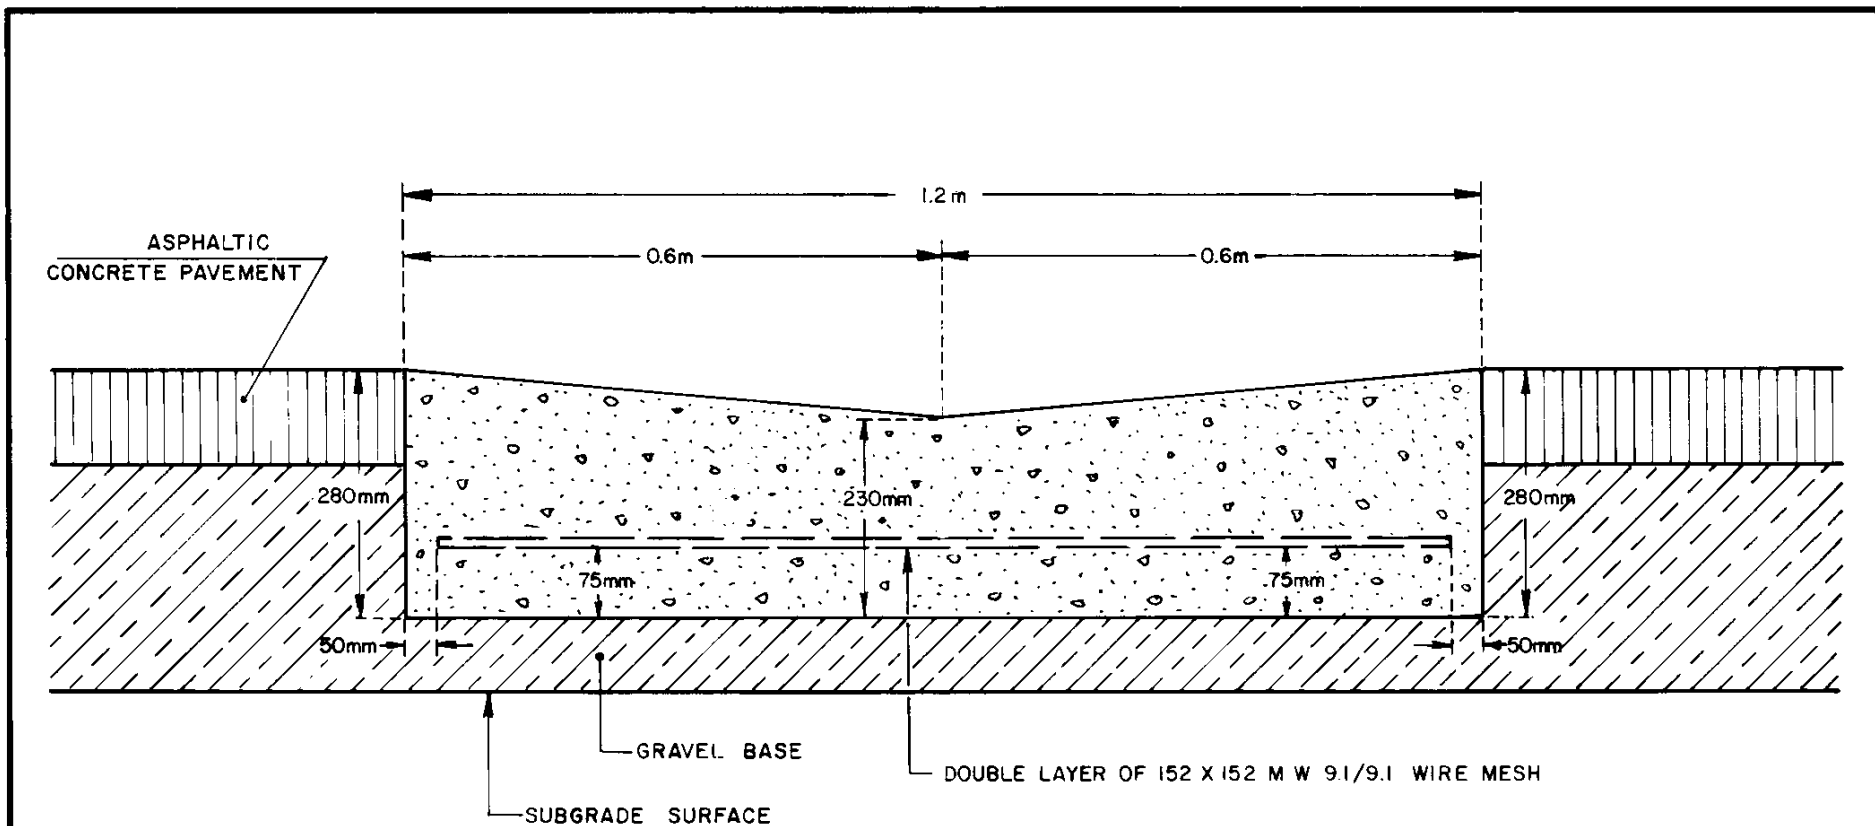 1.2 m
ASPHALTIC
CONCRETE PAVEMENT
0.6m
0.6m
280mm
230mm
280mm
75mm
75mm
50mm
50mm
GRAVEL BASE
DOUBLE LAYER OF 152 X 152 M W 9.1/9.1 WIRE MESH
SUBGRADE SURFACE